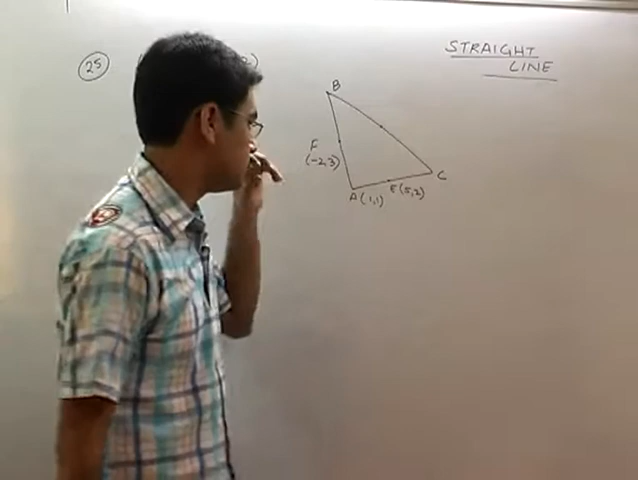 STRAIGHT
LINE
25
B
F
(-2,3)
C
E(5,2)
A(1,1)